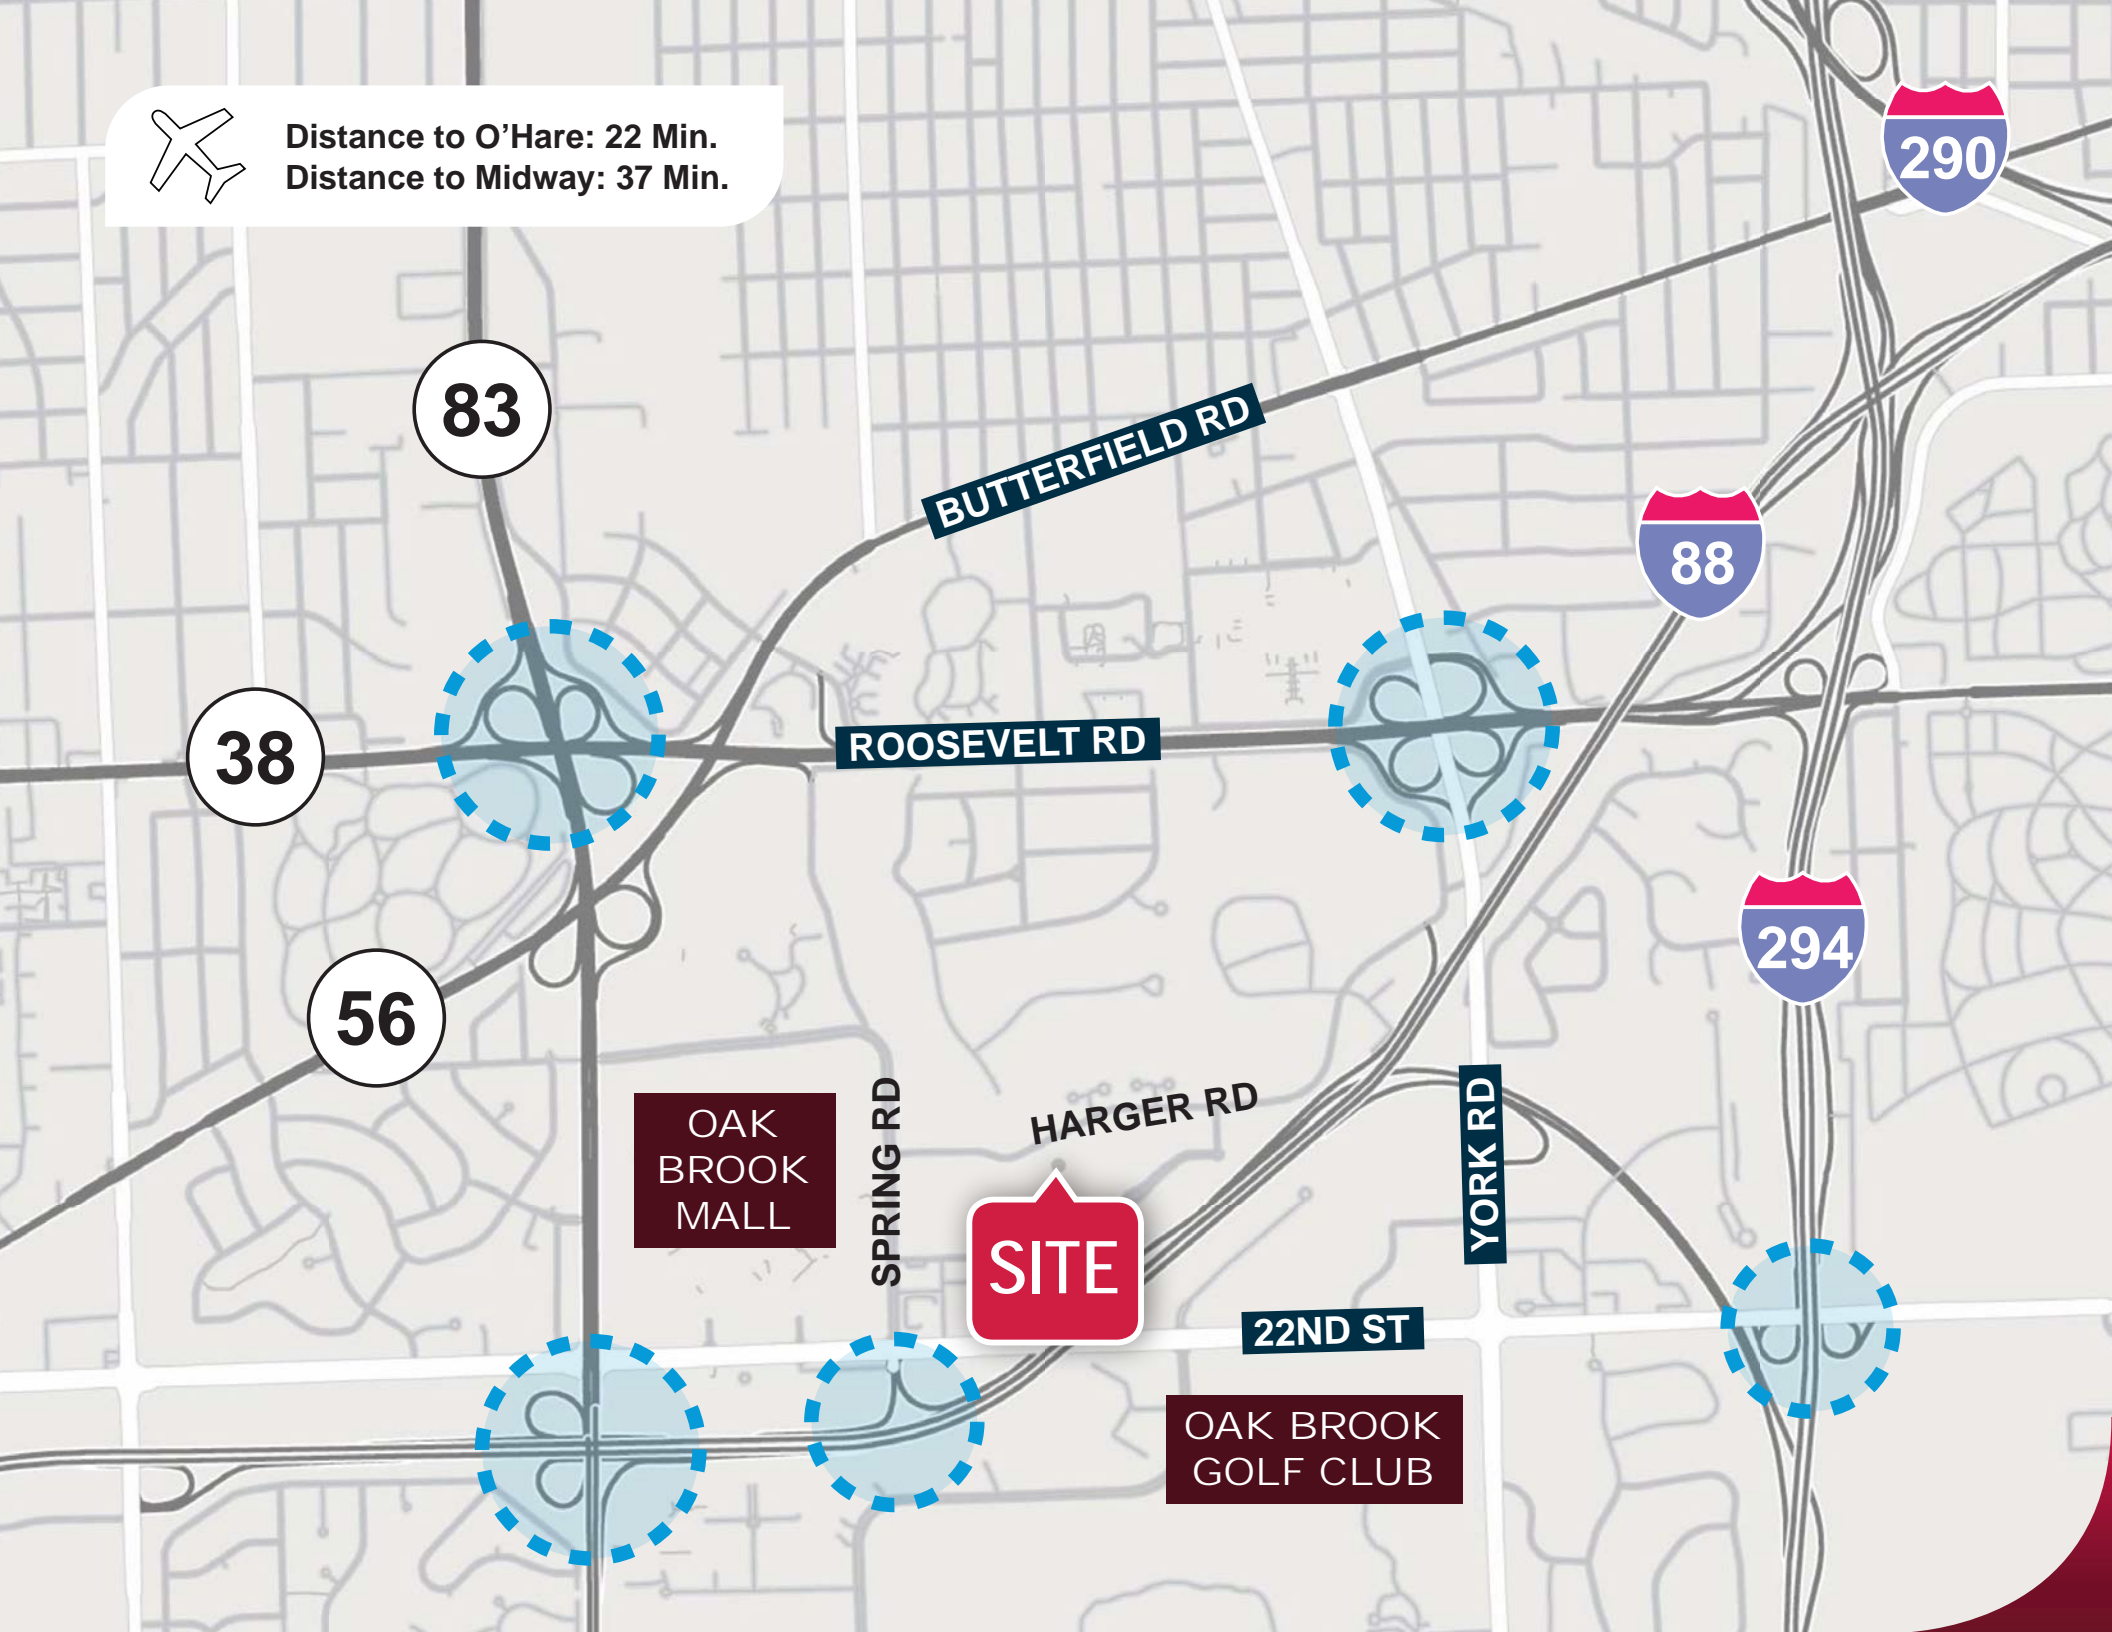 Distance to O’Hare: 22 Min.
Distance to Midway: 37 Min.
290
83
BUTTERFIELD RD
88
38
ROOSEVELT RD
294
56
OAK
BROOK
MALL
SPRING RD
HARGER RD
YORK RD
SITE
22ND ST
OAK BROOK
GOLF CLUB